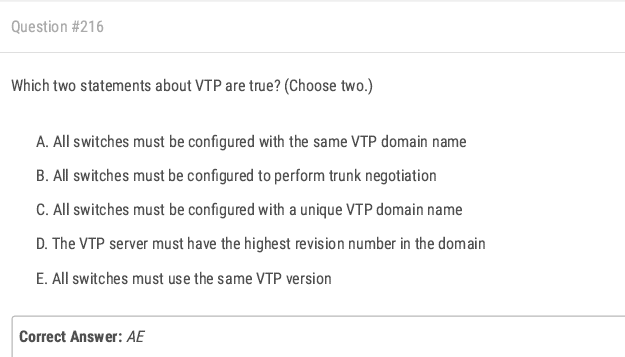 Question #216
Which two statements about VTP are true? (Choose two.)
A. All switches must be configured with the same VTP domain name
B. All switches must be configured to perform trunk negotiation
C. All switches must be configured with a unique VTP domain name
D. The VTP server must have the highest revision number in the domain
E. All switches must use the same VTP version
Correct Answer: AE